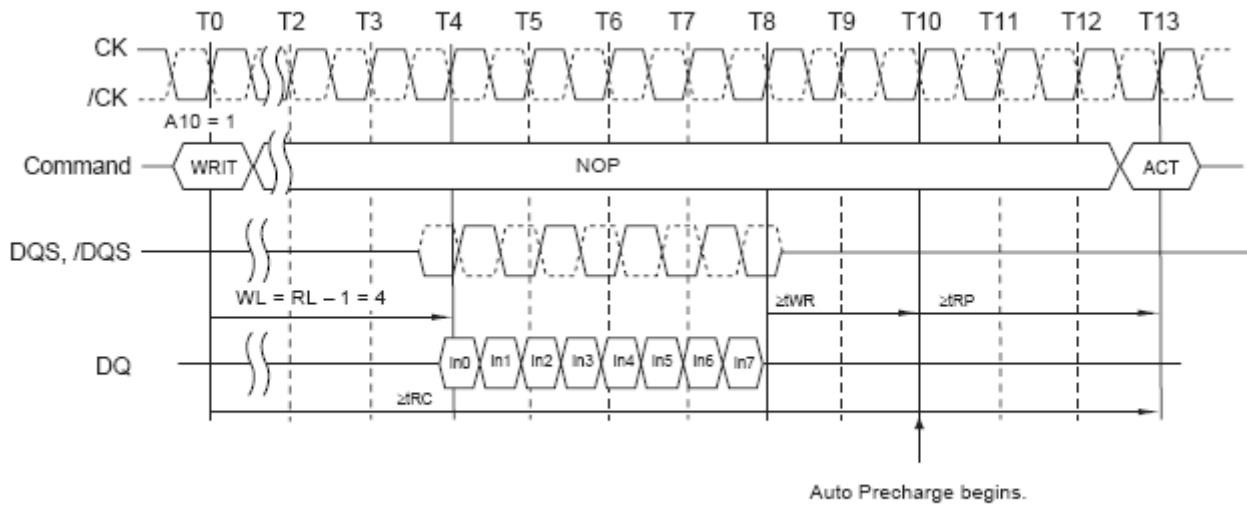 T0 T2 T3 T4 T5 T6 T7 T8 T9 T10 T11 T12 T13
CK
/CK
A10 = 1
Command WRIT NOP ACT
DQS, /DQS
WL = RL – 1 = 4
≥tWR ≥tRP
DQ In0 In1 In2 In3 In4 In5 In6 In7
≥tRC
Auto Precharge begins.